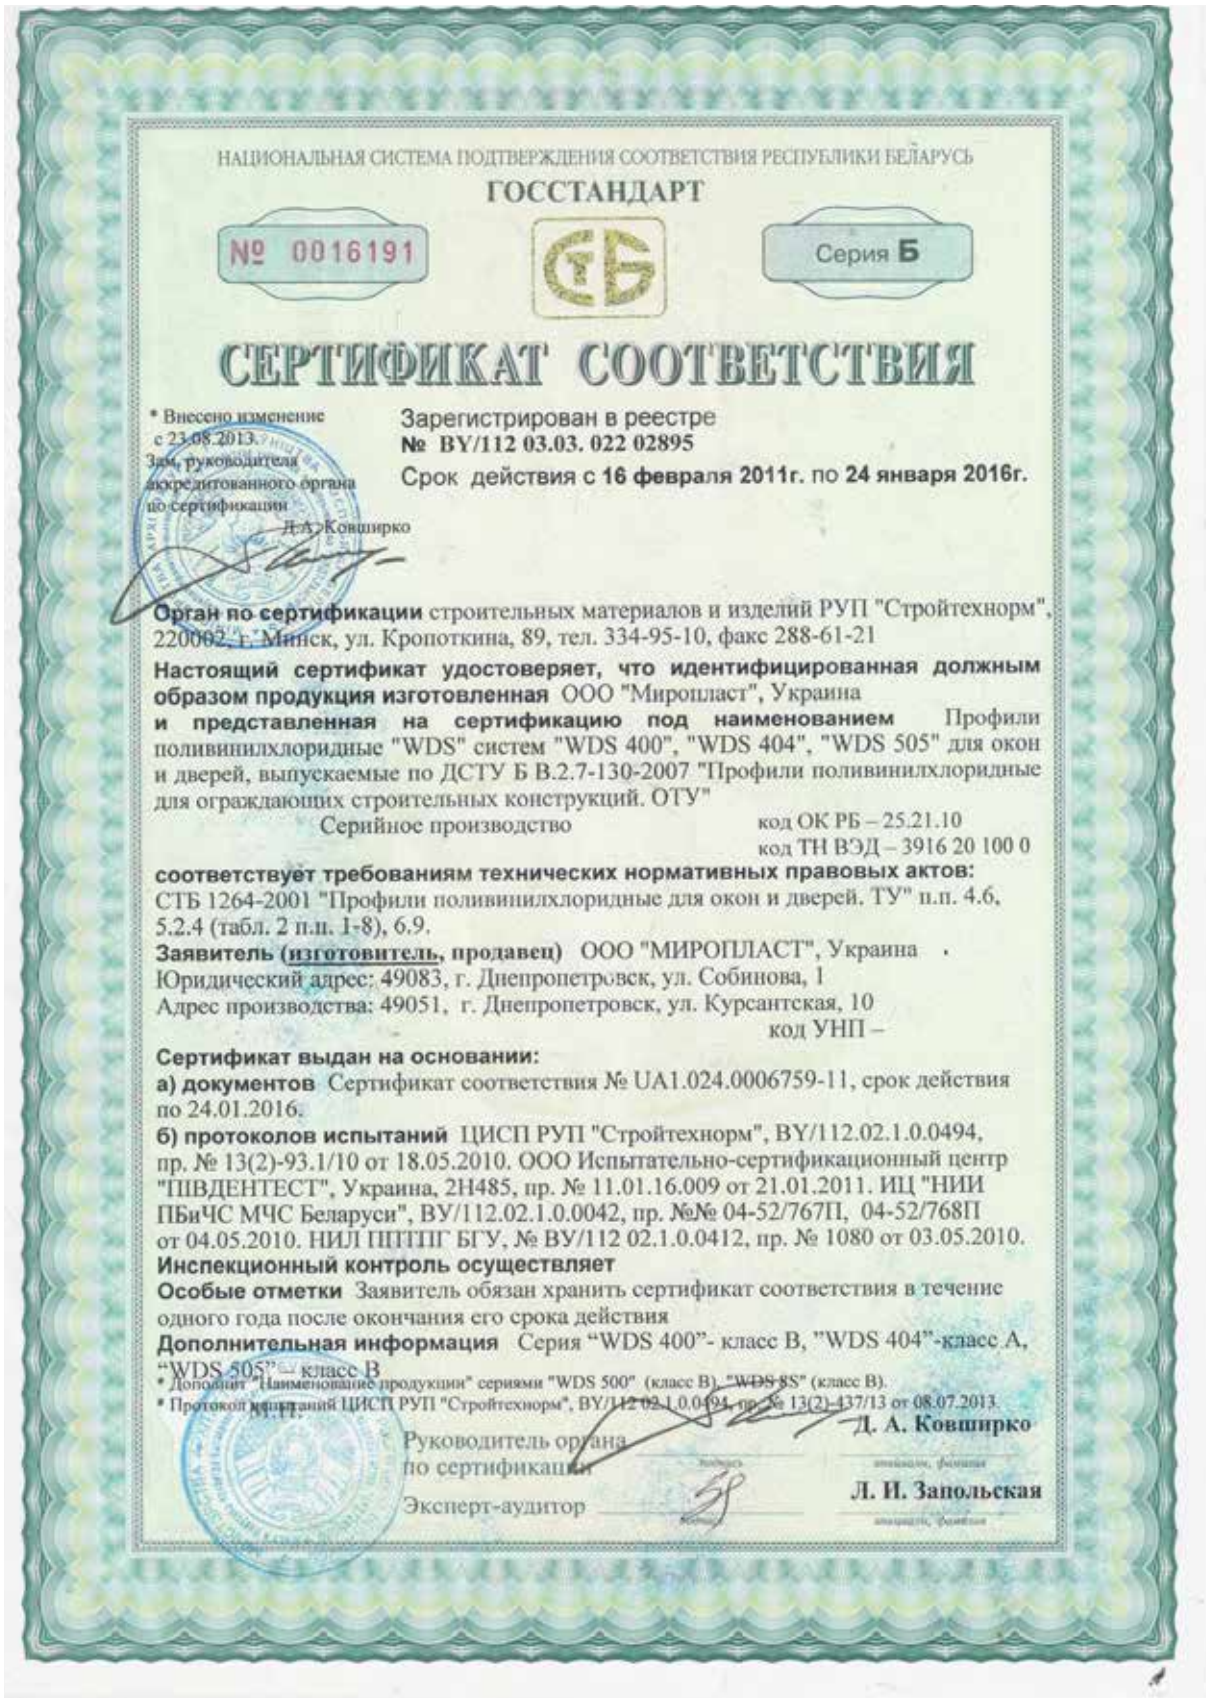 НАЦИОНАЛЬНАЯ СИСТЕМА ПОДТВЕРЖДЕНИЯ СООТВЕТСТВИЯ РЕСПУБЛИКИ БЕЛАРУСЬ
ГОССТАНДАРТ
№ 0016191
СТБ
Серия Б
СЕРТИФИКАТ СООТВЕТСТВИЯ
* Внесено изменение
с 23.08.2013.
Зам. руководителя
аккредитованного органа
по сертификации
Д.А. Ковширко
Зарегистрирован в реестре
№ BY/112 03.03. 022 02895
Срок действия с 16 февраля 2011г. по 24 января 2016г.
Орган по сертификации строительных материалов и изделий РУП "Стройтехнорм",
220002, г. Минск, ул. Кропоткина, 89, тел. 334-95-10, факс 288-61-21
Настоящий сертификат удостоверяет, что идентифицированная должным
образом продукция изготовленная ООО "Миропласт", Украина
и представленная на сертификацию под наименованием Профили
поливинилхлоридные "WDS" систем "WDS 400", "WDS 404", "WDS 505" для окон
и дверей, выпускаемые по ДСТУ Б В.2.7-130-2007 "Профили поливинилхлоридные
для ограждающих строительных конструкций. ОТУ"
Серийное производство код ОК РБ – 25.21.10
код ТН ВЭД – 3916 20 100 0
соответствует требованиям технических нормативных правовых актов:
СТБ 1264-2001 "Профили поливинилхлоридные для окон и дверей. ТУ" п.п. 4.6,
5.2.4 (табл. 2 п.п. 1-8), 6.9.
Заявитель (изготовитель, продавец) ООО "МИРОПЛАСТ", Украина
Юридический адрес: 49083, г. Днепропетровск, ул. Собинова, 1
Адрес производства: 49051, г. Днепропетровск, ул. Курсантская, 10
код УНП –
Сертификат выдан на основании:
а) документов Сертификат соответствия № UA1.024.0006759-11, срок действия
по 24.01.2016.
б) протоколов испытаний ЦИСП РУП "Стройтехнорм", BY/112.02.1.0.0494,
пр. № 13(2)-93.1/10 от 18.05.2010. ООО Испытательно-сертификационный центр
"ПІВДЕНТЕСТ", Украина, 2Н485, пр. № 11.01.16.009 от 21.01.2011. ИЦ "НИИ
ПБиЧС МЧС Беларуси", BY/112.02.1.0.0042, пр. №№ 04-52/767П, 04-52/768П
от 04.05.2010. НИЛ ППТПГ БГУ, № BY/112 02.1.0.0412, пр. № 1080 от 03.05.2010.
Инспекционный контроль осуществляет
Особые отметки Заявитель обязан хранить сертификат соответствия в течение
одного года после окончания его срока действия
Дополнительная информация Серия “WDS 400”- класс В, "WDS 404"-класс А,
“WDS 505” – класс В
* Дополнит "Наименование продукции" сериями "WDS 500" (класс В), "WDS 8S" (класс В).
* Протокол испытаний ЦИСП РУП "Стройтехнорм", BY/112 02.1.0.0494, пр. № 13(2)-437/13 от 08.07.2013.
М.П.
Д. А. Ковширко
Руководитель органа
по сертификации
подпись инициалы, фамилия
Л. И. Запольская
Эксперт-аудитор
подпись инициалы, фамилия